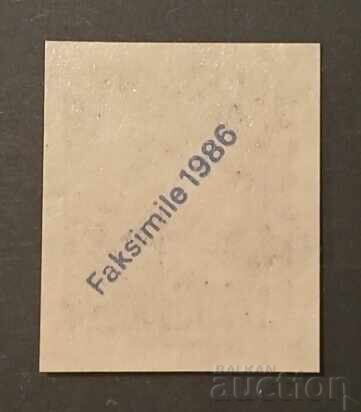 Faksimile 1986
BALKAN
auction